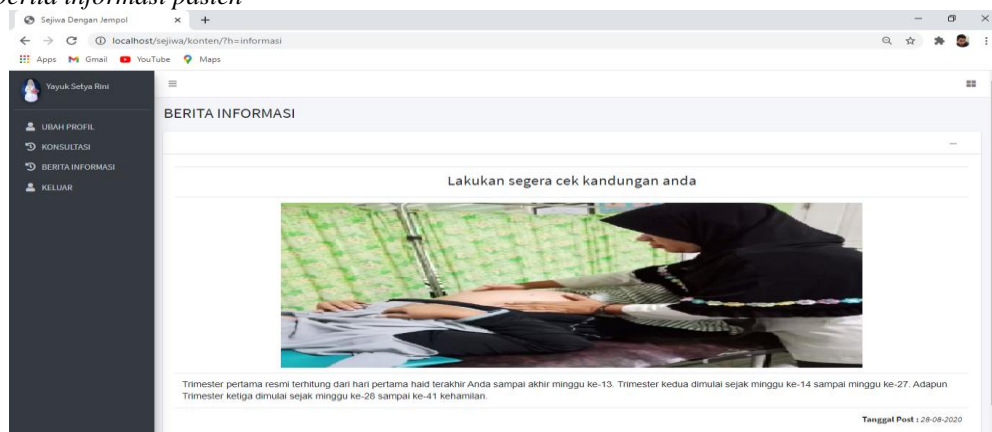 berita informasi pasien
Sejiwa Dengan Jempol
localhost/sejiwa/konten/?h=informasi
Apps Gmail YouTube Maps
Yayuk Setya Rini
UBAH PROFIL
KONSULTASI
BERITA INFORMASI
KELUAR
BERITA INFORMASI
Lakukan segera cek kandungan anda
Trimester pertama resmi terhitung dari hari pertama haid terakhir Anda sampai akhir minggu ke-13. Trimester kedua dimulai sejak minggu ke-14 sampai minggu ke-27. Adapun
Trimester ketiga dimulai sejak minggu ke-28 sampai ke-41 kehamilan.
Tanggal Post : 28-08-2020